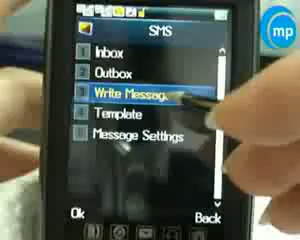 mp
SMS
1 Inbox
2 Outbox
3 Write Messag
4 Template
Message Settings
Ok Back